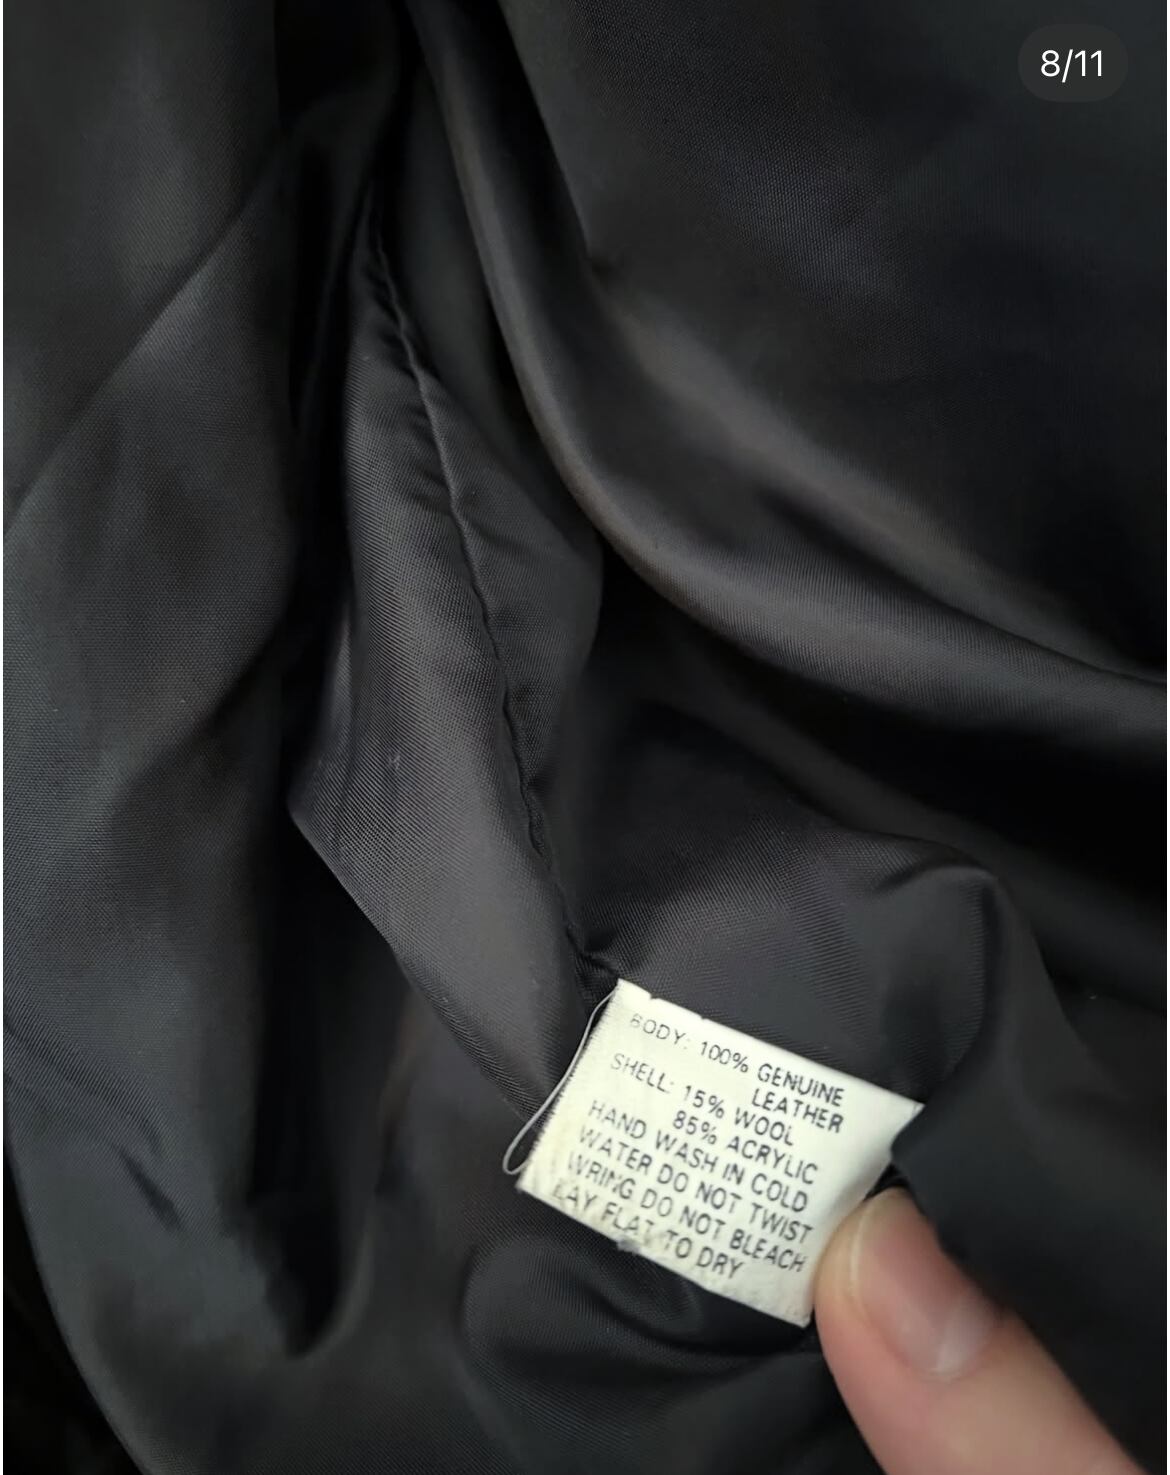 8/11
BODY: 100% GENUINE
LEATHER
SHELL: 15% WOOL
85% ACRYLIC
HAND WASH IN COLD
WATER DO NOT TWIST
WRING DO NOT BLEACH
LAY FLAT TO DRY